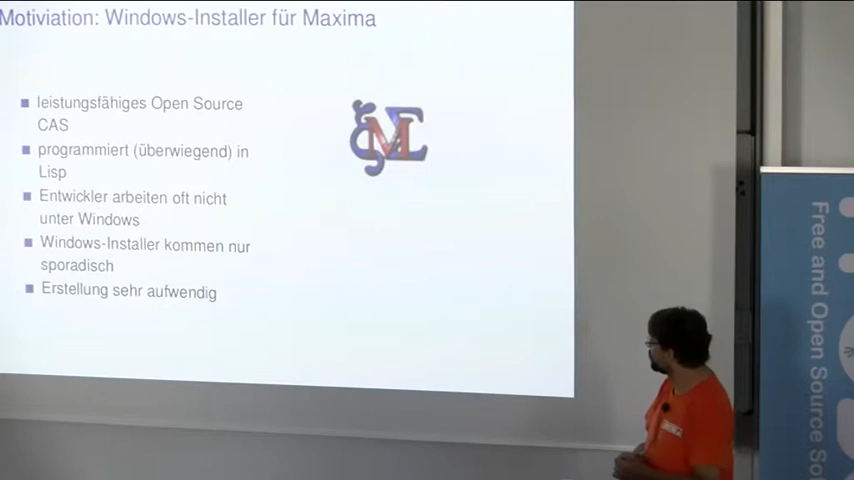 Motiviation: Windows-Installer für Maxima
leistungsfähiges Open Source
CAS
programmiert (überwiegend) in
Lisp
Entwickler arbeiten oft nicht
unter Windows
Windows-Installer kommen nur
sporadisch
Erstellung sehr aufwendig
M
Free and Open Source So